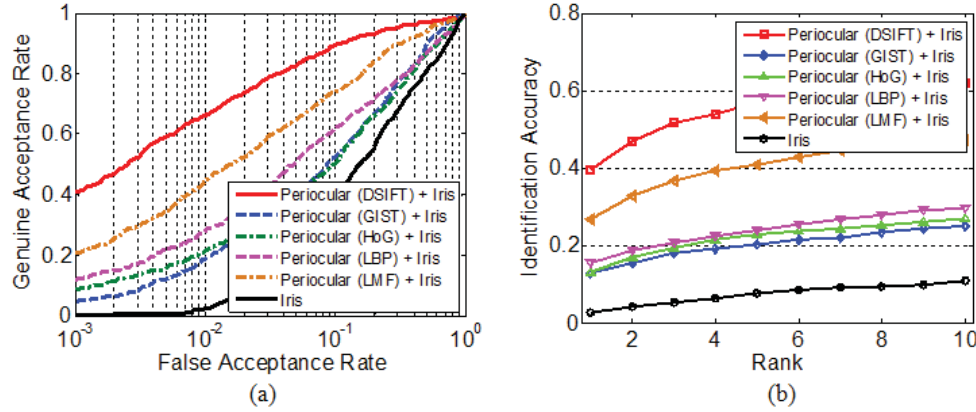 Genuine Acceptance Rate
1
0.8
0.6
0.4
0.2
0
Periocular (DSIFT) + Iris
Periocular (GIST) + Iris
Periocular (HoG) + Iris
Periocular (LBP) + Iris
Periocular (LMF) + Iris
Iris
10⁻³ 10⁻² 10⁻¹ 10⁰
False Acceptance Rate
(a)
Identification Accuracy
0.8
0.6
0.4
0.2
0
Periocular (DSIFT) + Iris
Periocular (GIST) + Iris
Periocular (HoG) + Iris
Periocular (LBP) + Iris
Periocular (LMF) + Iris
Iris
2 4 6 8 10
Rank
(b)